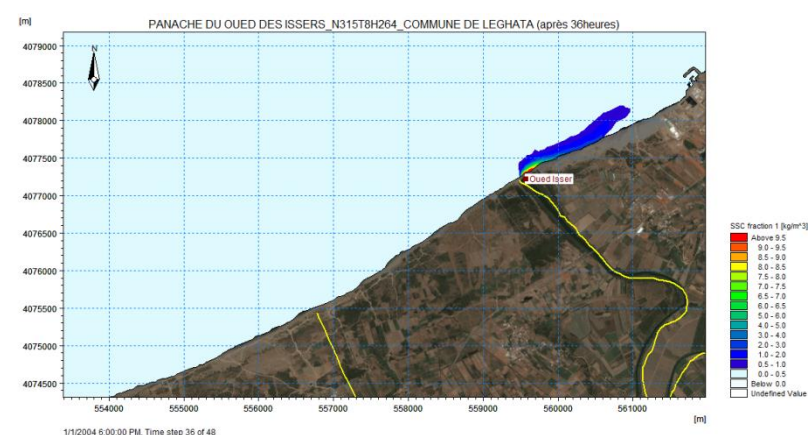 PANACHE DU OUED DES ISSERS_N315T8H264_COMMUNE DE LEGHATA (après 36heures)
[m]
4079000
4078500
4078000
4077500
4077000
4076500
4076000
4075500
4075000
4074500
N
Oued Isser
554000 555000 556000 557000 558000 559000 560000 561000
[m]
SSC fraction 1 [kg/m^3]
Above 9.5
9.0 - 9.5
8.5 - 9.0
8.0 - 8.5
7.5 - 8.0
7.0 - 7.5
6.5 - 7.0
6.0 - 6.5
5.0 - 6.0
4.0 - 5.0
3.0 - 4.0
2.0 - 3.0
1.0 - 2.0
0.5 - 1.0
0.0 - 0.5
Below 0.0
Undefined Value
1/1/2004 6:00:00 PM, Time step 36 of 48